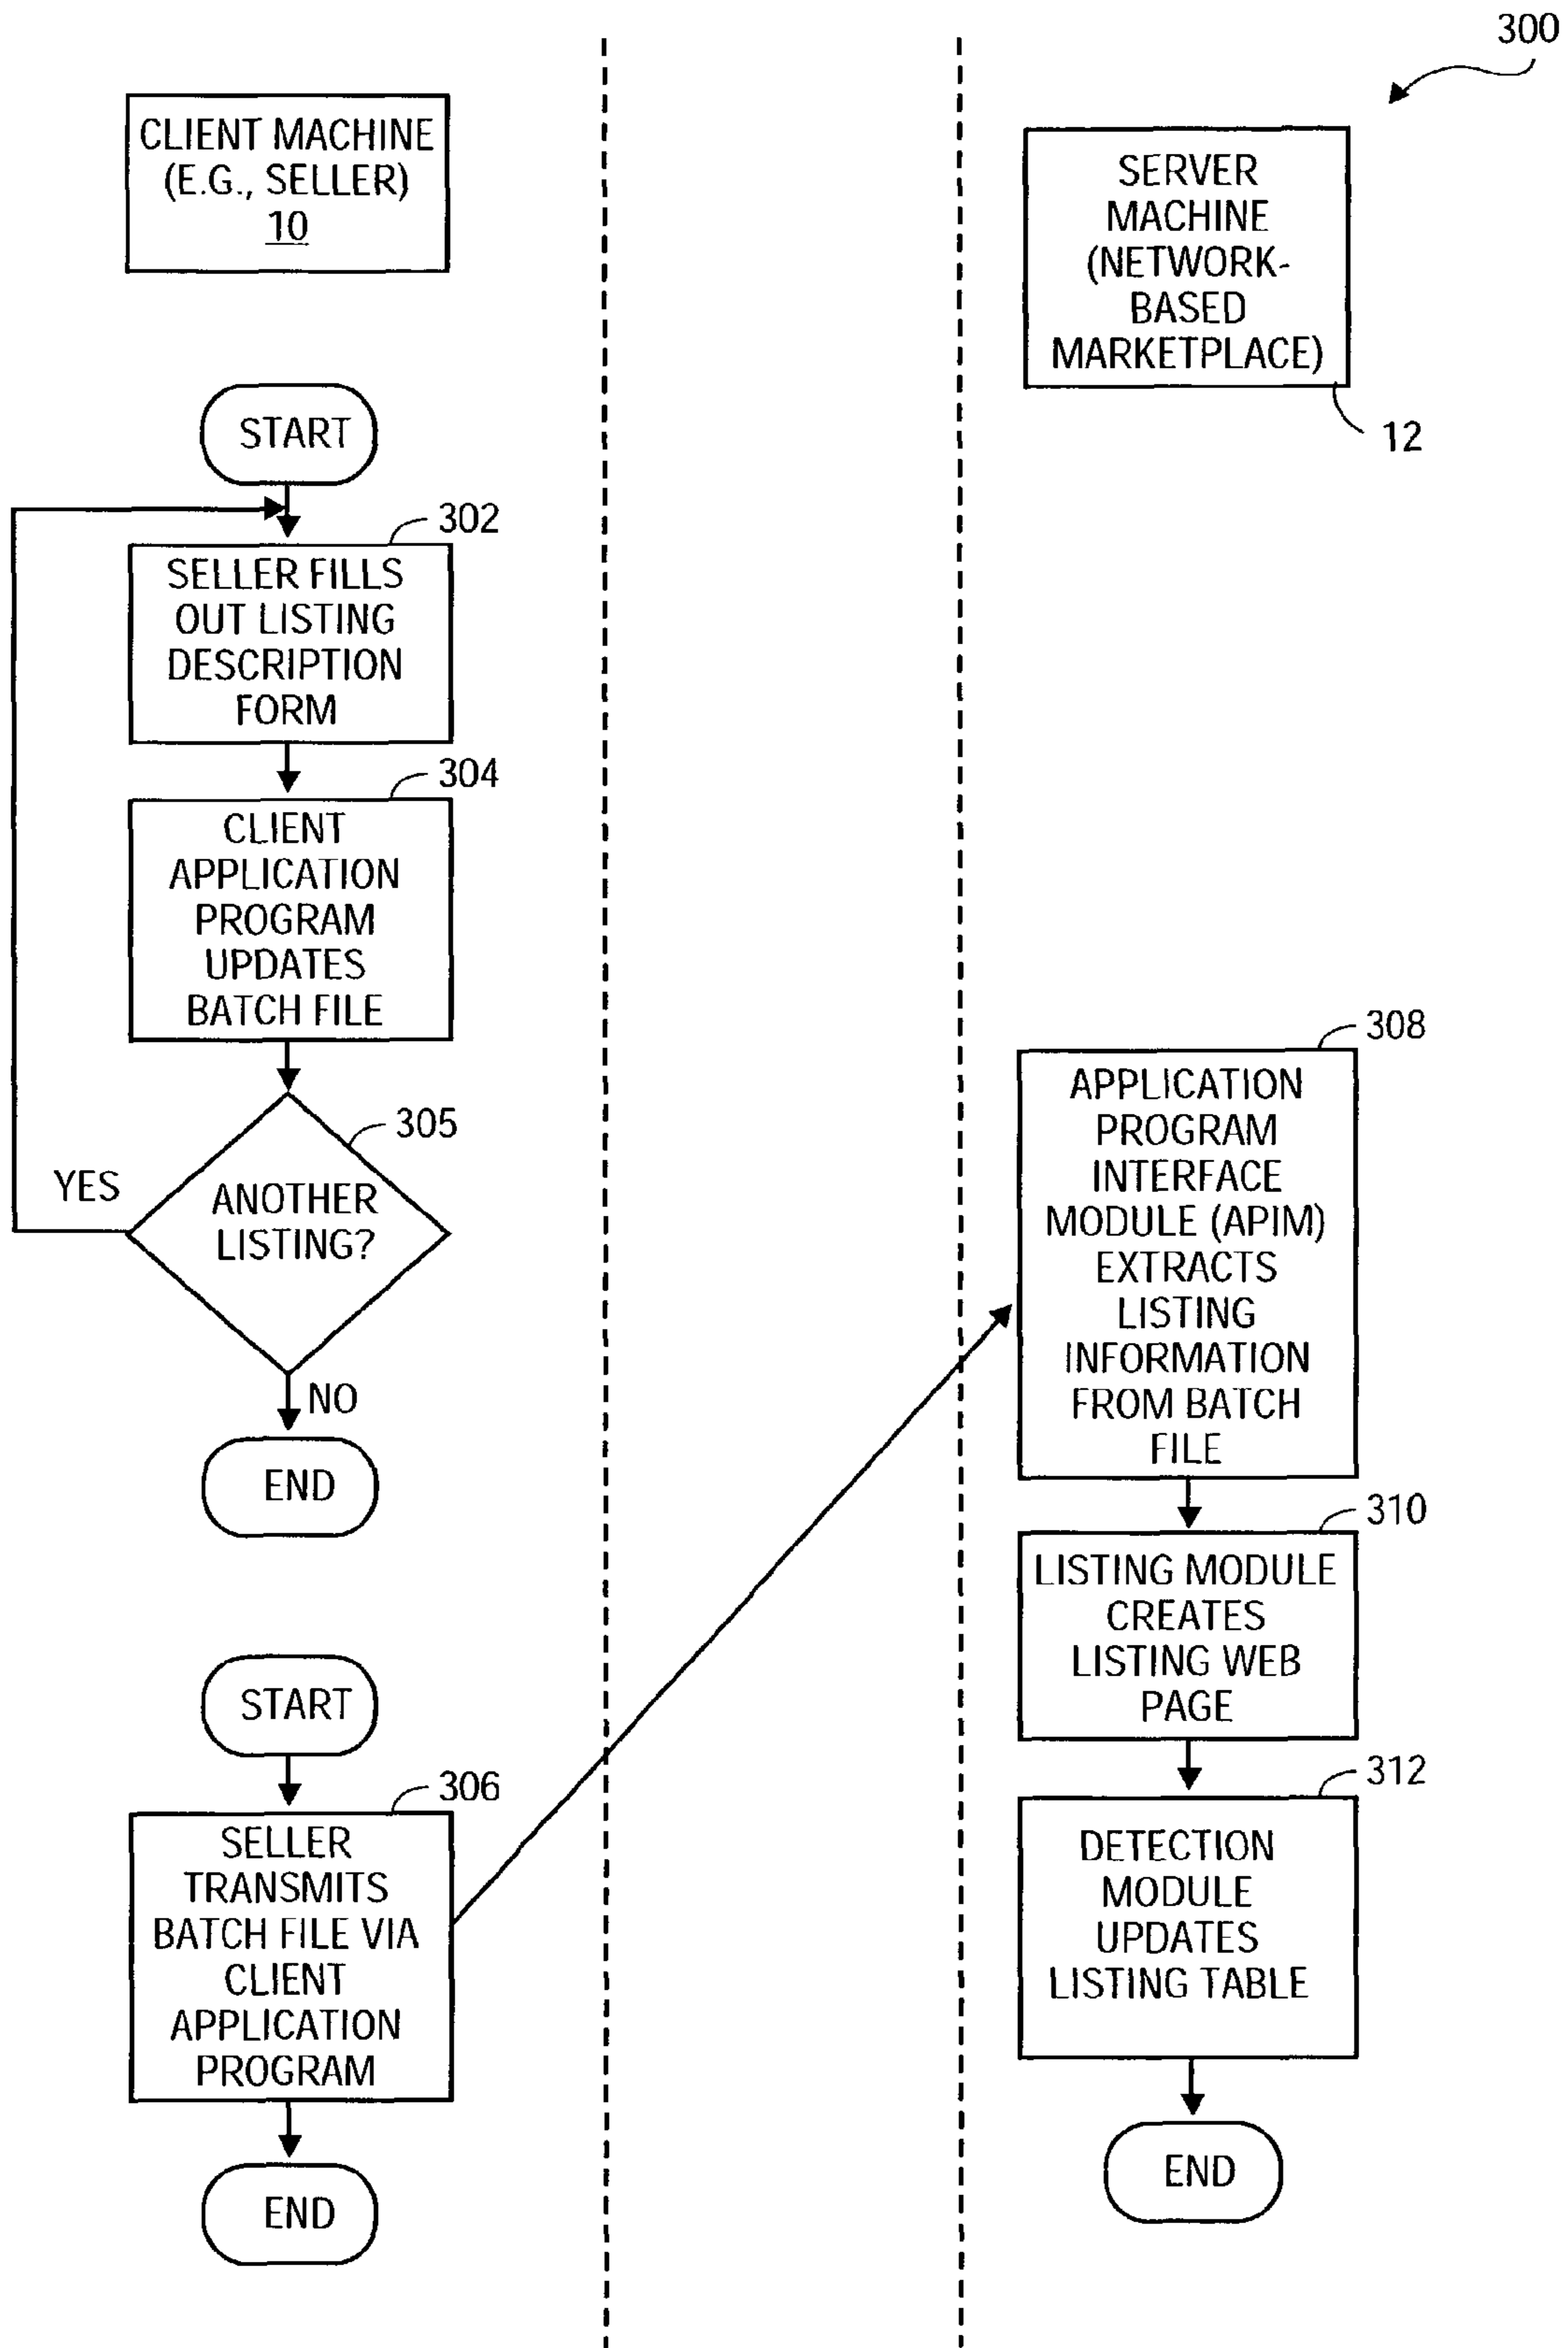 300
CLIENT MACHINE
(E.G., SELLER)
10
SERVER
MACHINE
(NETWORK-
BASED
MARKETPLACE)
12
START
302
SELLER FILLS
OUT LISTING
DESCRIPTION
FORM
304
CLIENT
APPLICATION
PROGRAM
UPDATES
BATCH FILE
305
ANOTHER
LISTING?
YES
NO
END
START
306
SELLER
TRANSMITS
BATCH FILE VIA
CLIENT
APPLICATION
PROGRAM
END
308
APPLICATION
PROGRAM
INTERFACE
MODULE (APIM)
EXTRACTS
LISTING
INFORMATION
FROM BATCH
FILE
310
LISTING MODULE
CREATES
LISTING WEB
PAGE
312
DETECTION
MODULE
UPDATES
LISTING TABLE
END